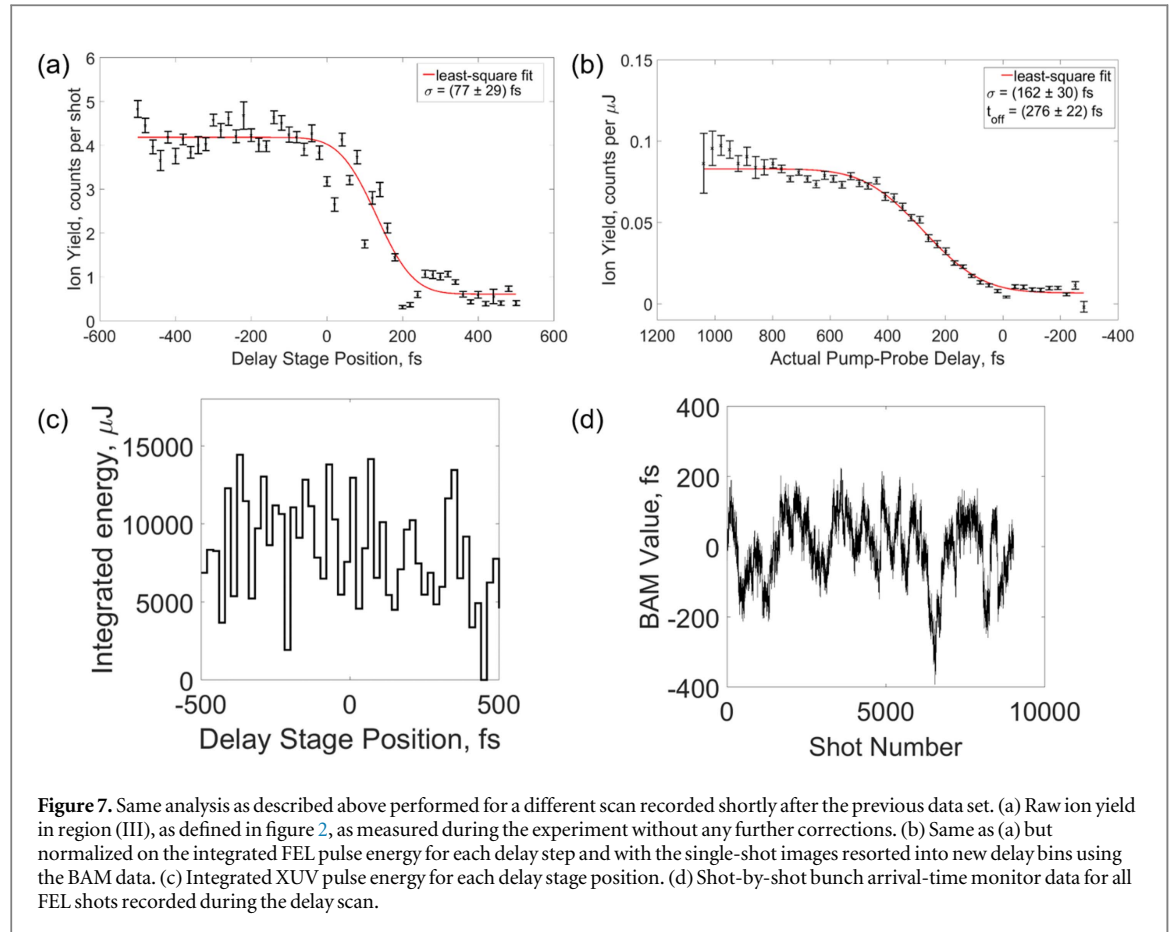 (a)
6
5
4
3
2
1
0
Ion Yield, counts per shot
-600 -400 -200 0 200 400 600
Delay Stage Position, fs
least-square fit
σ = (77 ± 29) fs
(b)
0.15
0.1
0.05
0
Ion Yield, counts per μJ
1200 1000 800 600 400 200 0 -200 -400
Actual Pump-Probe Delay, fs
least-square fit
σ = (162 ± 30) fs
t_off = (276 ± 22) fs
(c)
15000
10000
5000
0
Integrated energy, μJ
-500 0 500
Delay Stage Position, fs
(d)
400
200
0
-200
-400
BAM Value, fs
0 5000 10000
Shot Number
Figure 7. Same analysis as described above performed for a different scan recorded shortly after the previous data set. (a) Raw ion yield
in region (III), as defined in figure 2, as measured during the experiment without any further corrections. (b) Same as (a) but
normalized on the integrated FEL pulse energy for each delay step and with the single-shot images resorted into new delay bins using
the BAM data. (c) Integrated XUV pulse energy for each delay stage position. (d) Shot-by-shot bunch arrival-time monitor data for all
FEL shots recorded during the delay scan.